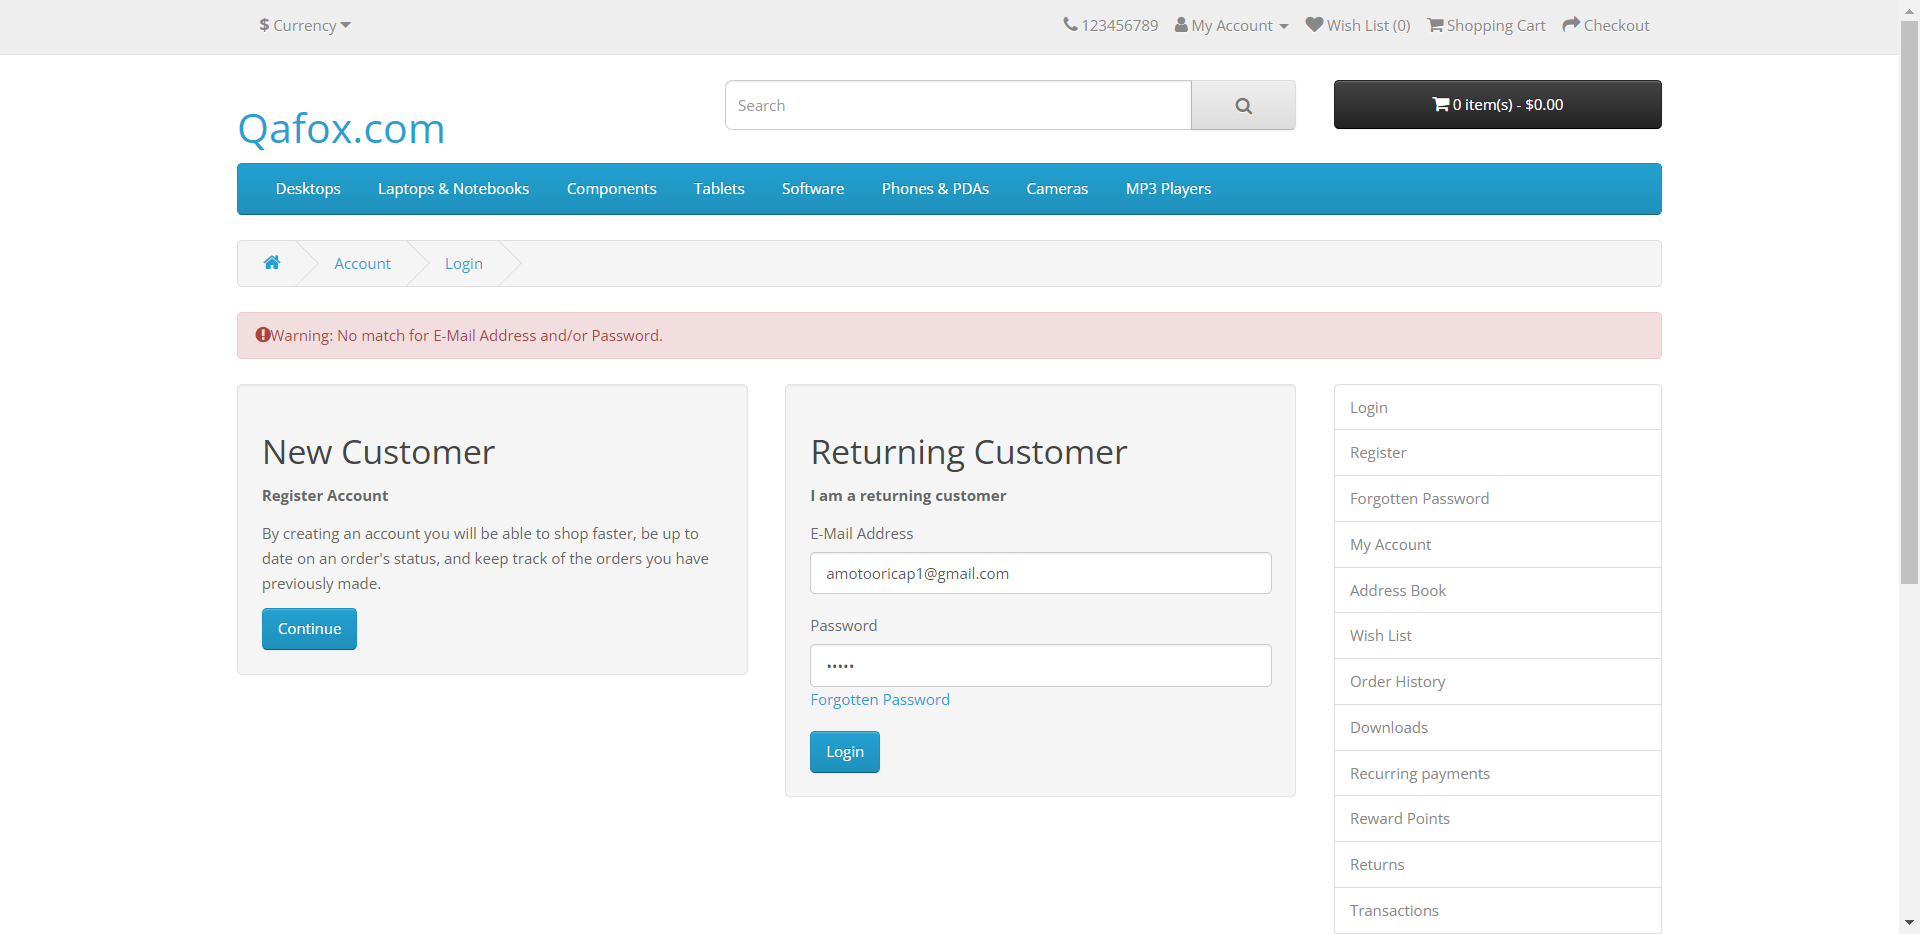 $ Currency
123456789 My Account Wish List (0) Shopping Cart Checkout
Qafox.com
Search
0 item(s) - $0.00
Desktops Laptops & Notebooks Components Tablets Software Phones & PDAs Cameras MP3 Players
Account Login
Warning: No match for E-Mail Address and/or Password.
New Customer
Register Account
By creating an account you will be able to shop faster, be up to
date on an order's status, and keep track of the orders you have
previously made.
Continue
Returning Customer
I am a returning customer
E-Mail Address
amotooricap1@gmail.com
Password
•••••
Forgotten Password
Login
Login
Register
Forgotten Password
My Account
Address Book
Wish List
Order History
Downloads
Recurring payments
Reward Points
Returns
Transactions